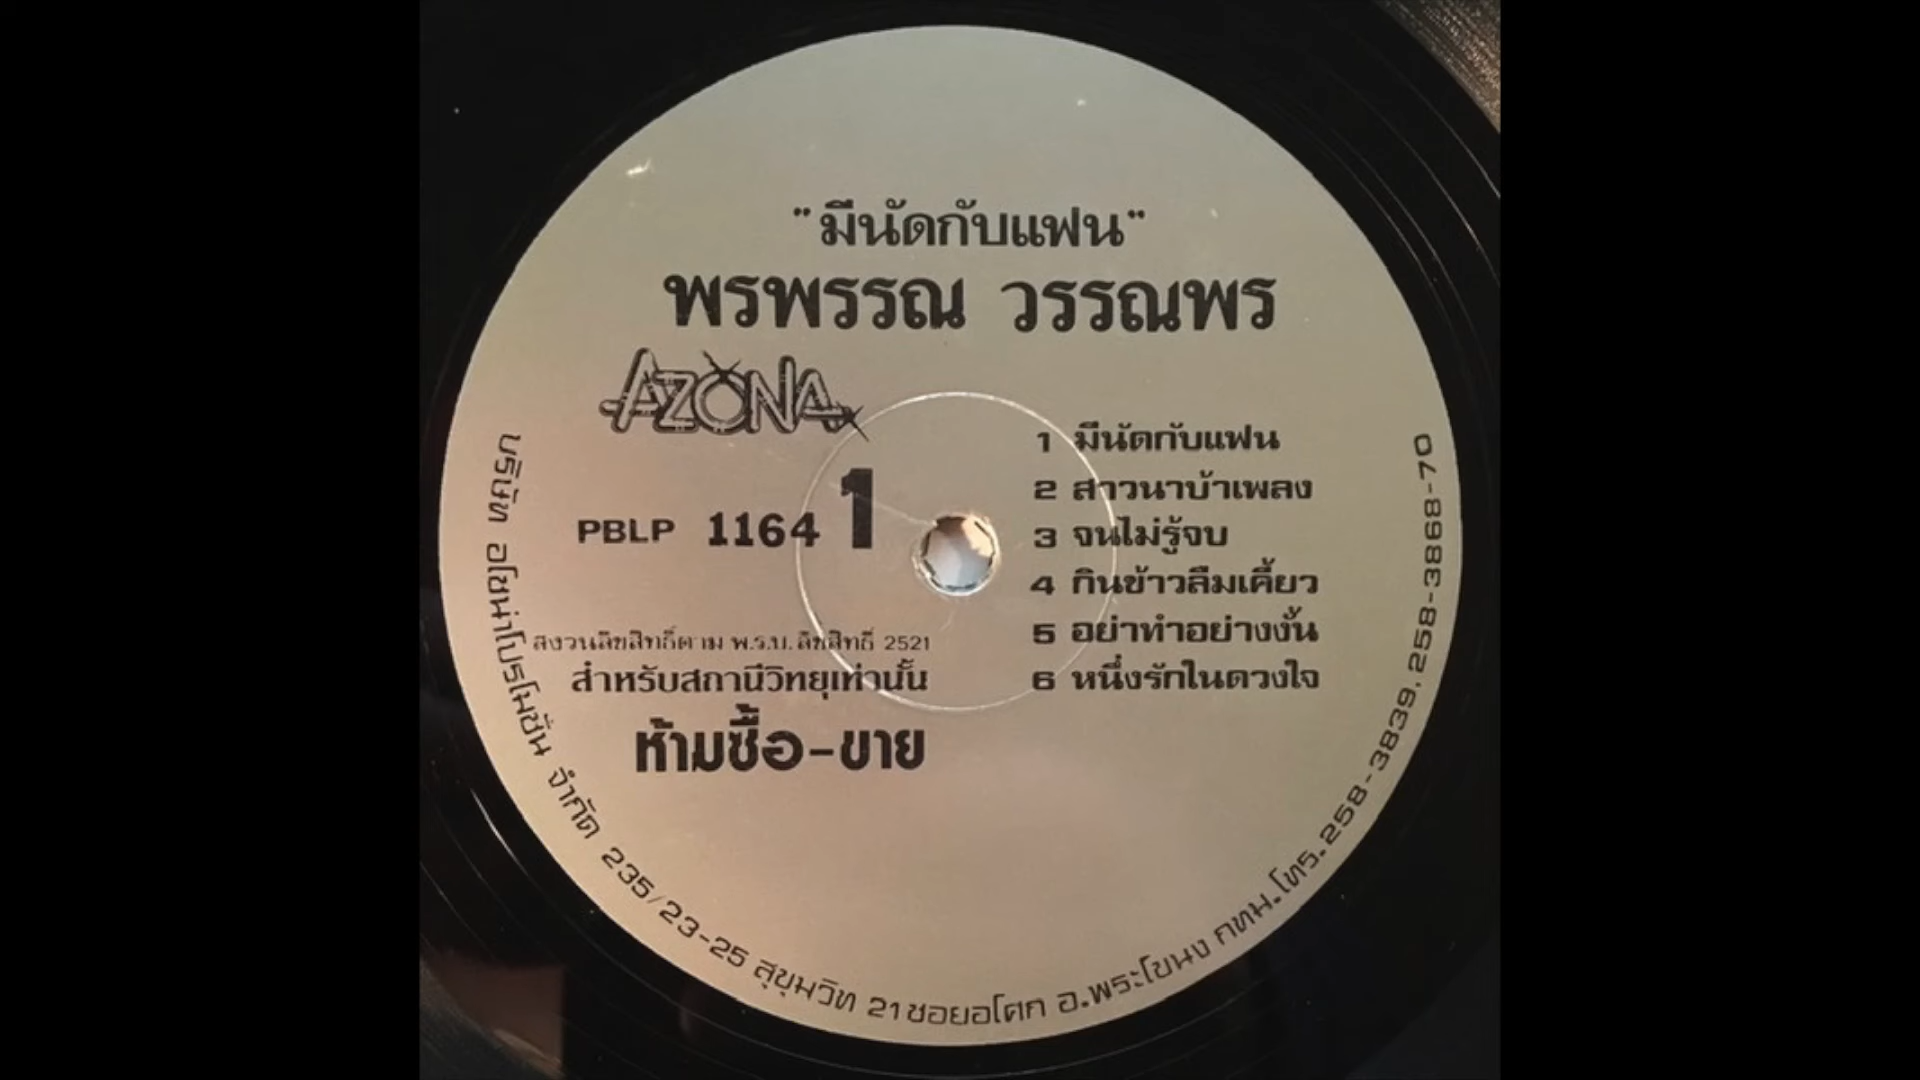 "มีนัดกับแฟน"
พรพรรณ วรรณพร
AZONA
PBLP 1164 1
1 มีนัดกับแฟน
2 สาวนาบ้าเพลง
3 จนไม่รู้จบ
4 กินข้าวลืมเคี้ยว
5 อย่าทำอย่างงั้น
6 หนึ่งรักในดวงใจ
สงวนลิขสิทธิ์ตาม พ.ร.บ. ลิขสิทธิ์ 2521
สำหรับสถานีวิทยุเท่านั้น
ห้ามซื้อ-ขาย
บริษัท อโซน่าโปรโมชั่น จำกัด 235/23-25 สุขุมวิท 21 ซอยอโศก อ.พระโขนง กทม. โทร. 258-3839, 258-3868-70